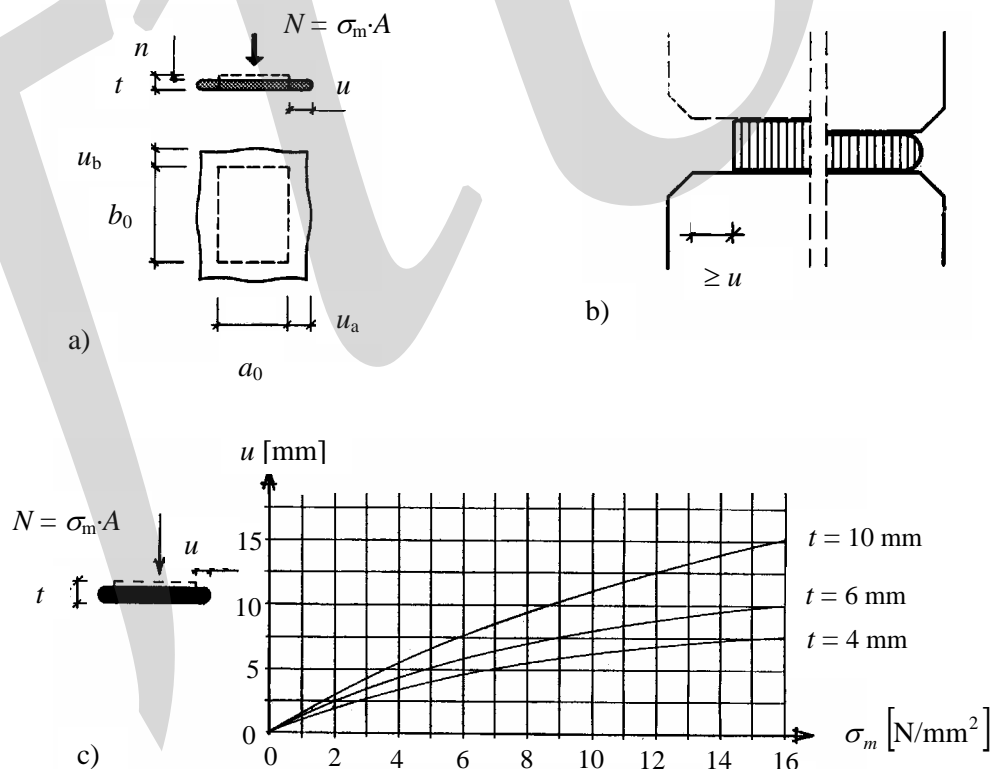 N = σm·A
n
t
u
ub
b0
ua
a)
a0
≥ u
b)
u [mm]
N = σm·A
u
t
15
10
5
0
t = 10 mm
t = 6 mm
t = 4 mm
0 2 4 6 8 10 12 14 16
σm [N/mm²]
c)